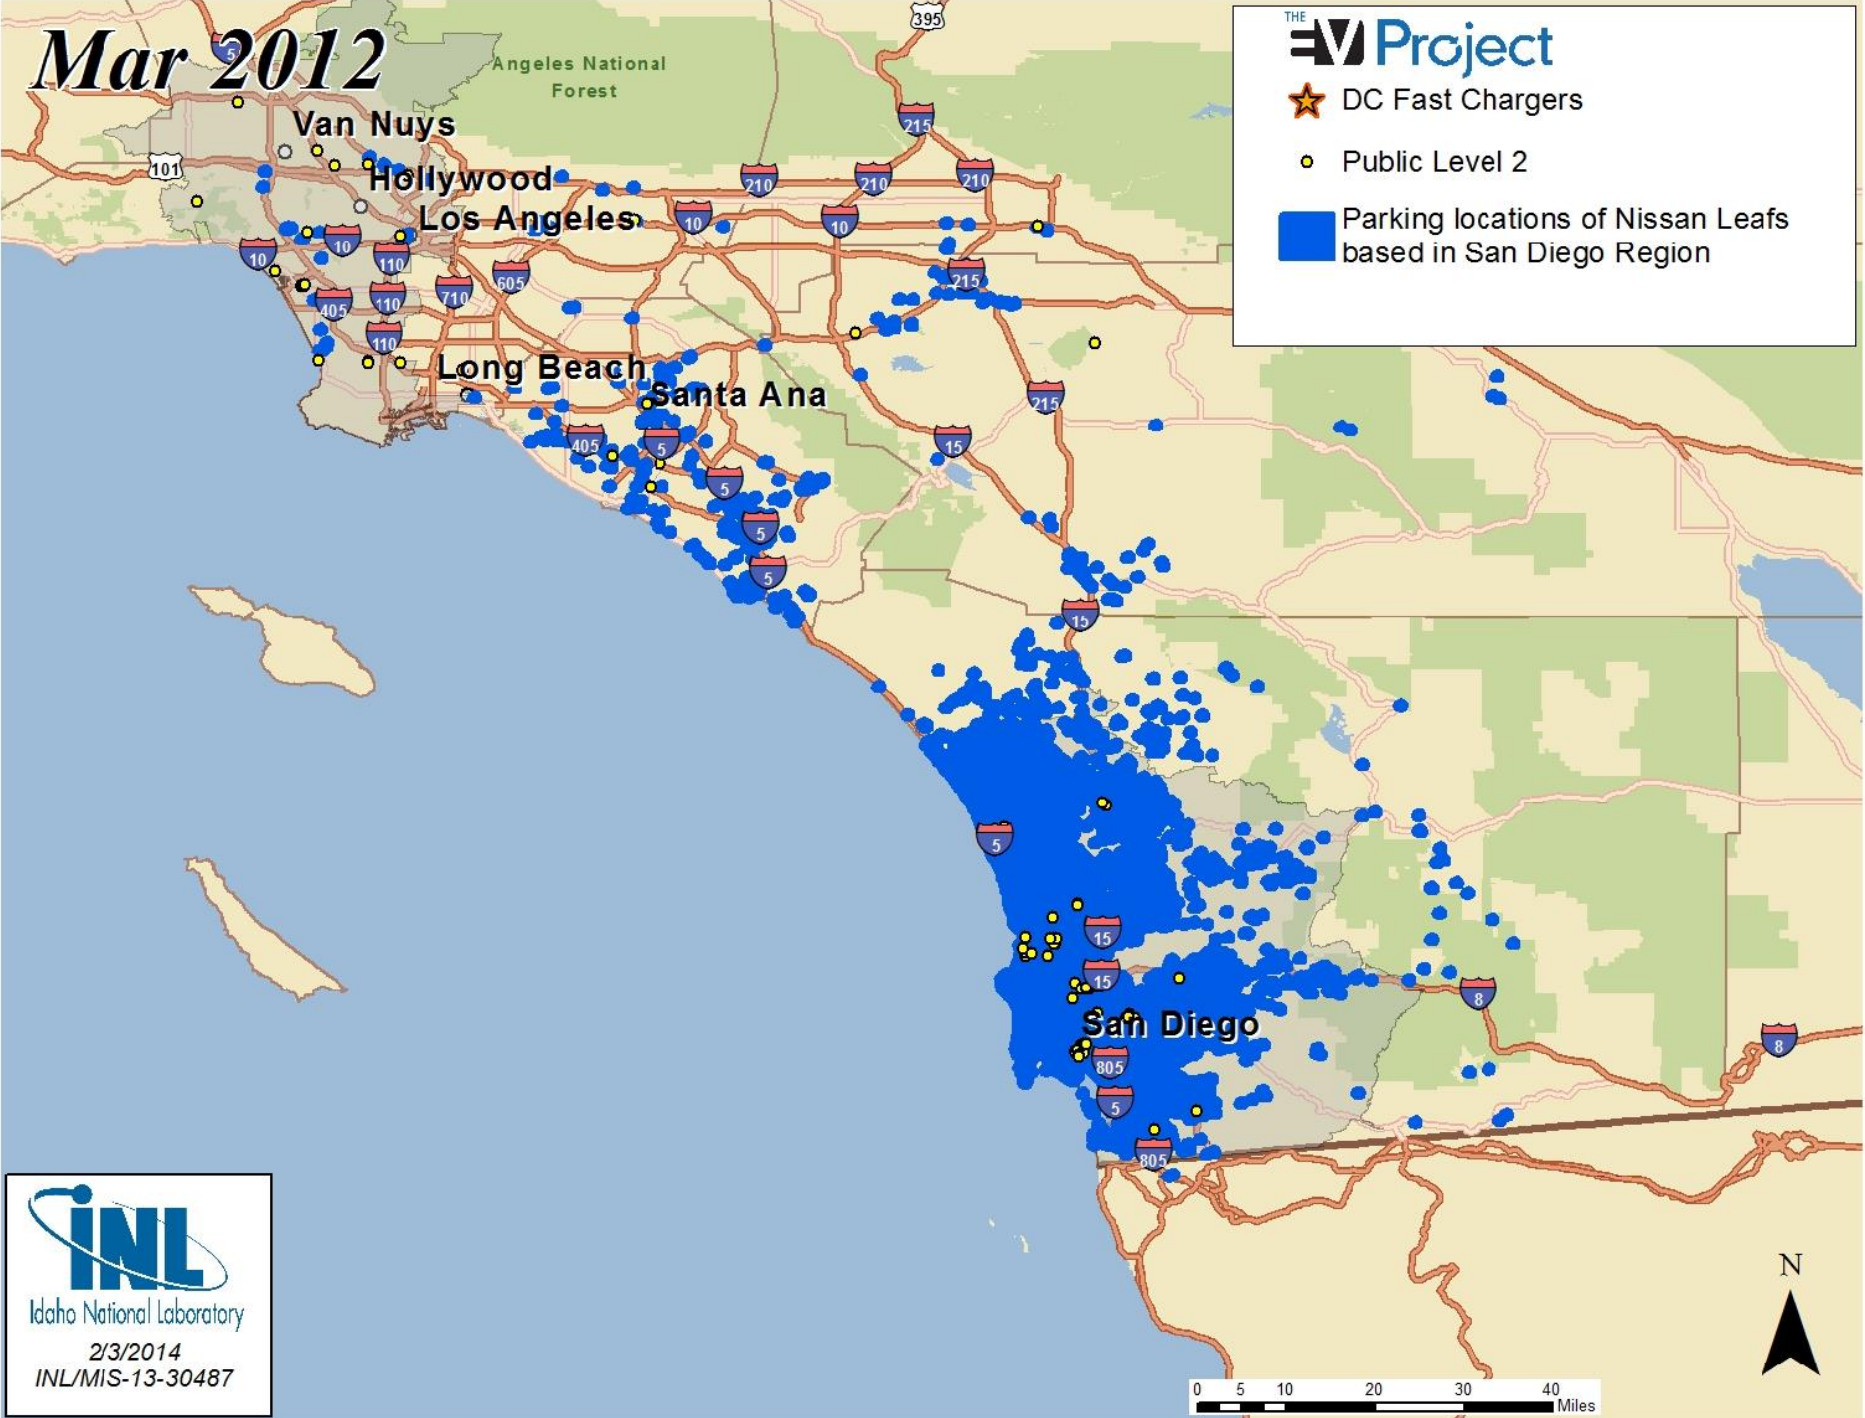 Mar 2012
THE
EV Project
DC Fast Chargers
Public Level 2
Parking locations of Nissan Leafs
based in San Diego Region
395
5
Angeles National
Forest
Van Nuys
215
101
Hollywood
210
210
210
Los Angeles
10
10
10
10
110
215
605
710
110
405
110
Long Beach
Santa Ana
215
405
5
15
5
5
5
15
5
15
15
8
San Diego
8
805
5
805
INL
Idaho National Laboratory
2/3/2014
INL/MIS-13-30487
N
0 5 10 20 30 40
Miles